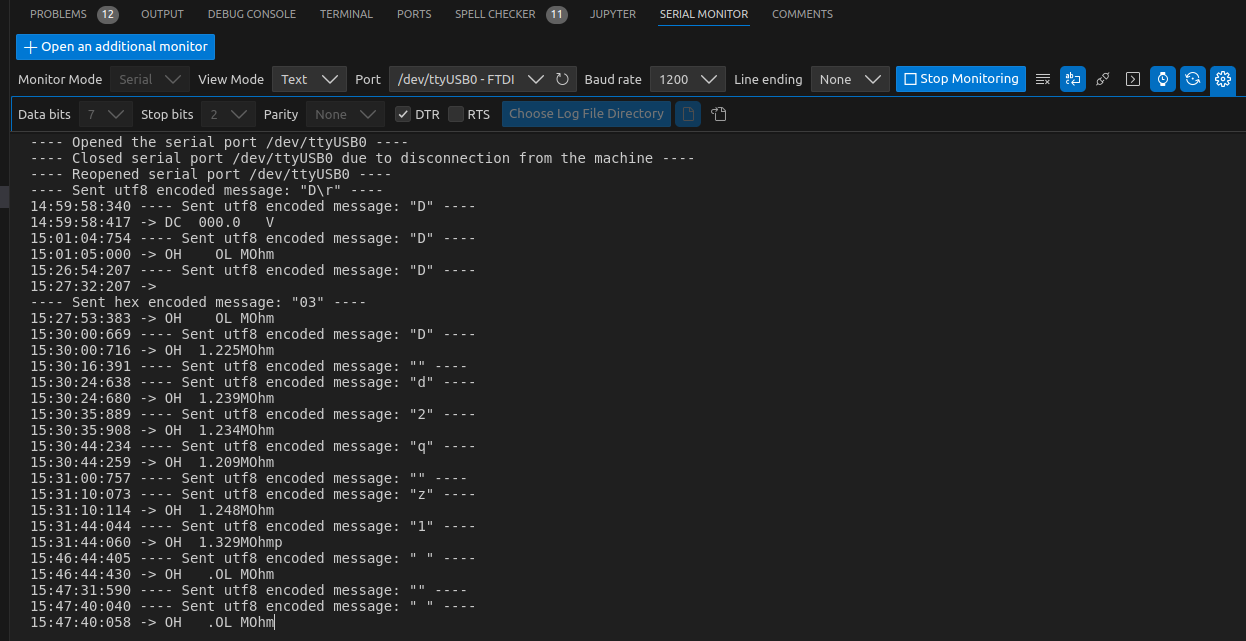 PROBLEMS 12 OUTPUT DEBUG CONSOLE TERMINAL PORTS SPELL CHECKER 11 JUPYTER SERIAL MONITOR COMMENTS
+ Open an additional monitor
Monitor Mode Serial View Mode Text Port /dev/ttyUSB0 - FTDI Baud rate 1200 Line ending None Stop Monitoring
Data bits 7 Stop bits 2 Parity None DTR RTS Choose Log File Directory
---- Opened the serial port /dev/ttyUSB0 ----
---- Closed serial port /dev/ttyUSB0 due to disconnection from the machine ----
---- Reopened serial port /dev/ttyUSB0 ----
---- Sent utf8 encoded message: "D\r" ----
14:59:58:340 ---- Sent utf8 encoded message: "D" ----
14:59:58:417 -> DC  000.0   V
15:01:04:754 ---- Sent utf8 encoded message: "D" ----
15:01:05:000 -> OH    OL MOhm
15:26:54:207 ---- Sent utf8 encoded message: "D" ----
15:27:32:207 ->
---- Sent hex encoded message: "03" ----
15:27:53:383 -> OH    OL MOhm
15:30:00:669 ---- Sent utf8 encoded message: "D" ----
15:30:00:716 -> OH  1.225MOhm
15:30:16:391 ---- Sent utf8 encoded message: "" ----
15:30:24:638 ---- Sent utf8 encoded message: "d" ----
15:30:24:680 -> OH  1.239MOhm
15:30:35:889 ---- Sent utf8 encoded message: "2" ----
15:30:35:908 -> OH  1.234MOhm
15:30:44:234 ---- Sent utf8 encoded message: "q" ----
15:30:44:259 -> OH  1.209MOhm
15:31:00:757 ---- Sent utf8 encoded message: "" ----
15:31:10:073 ---- Sent utf8 encoded message: "z" ----
15:31:10:114 -> OH  1.248MOhm
15:31:44:044 ---- Sent utf8 encoded message: "1" ----
15:31:44:060 -> OH  1.329MOhmp
15:46:44:405 ---- Sent utf8 encoded message: " " ----
15:46:44:430 -> OH   .OL MOhm
15:47:31:590 ---- Sent utf8 encoded message: "" ----
15:47:40:040 ---- Sent utf8 encoded message: " " ----
15:47:40:058 -> OH   .OL MOhm